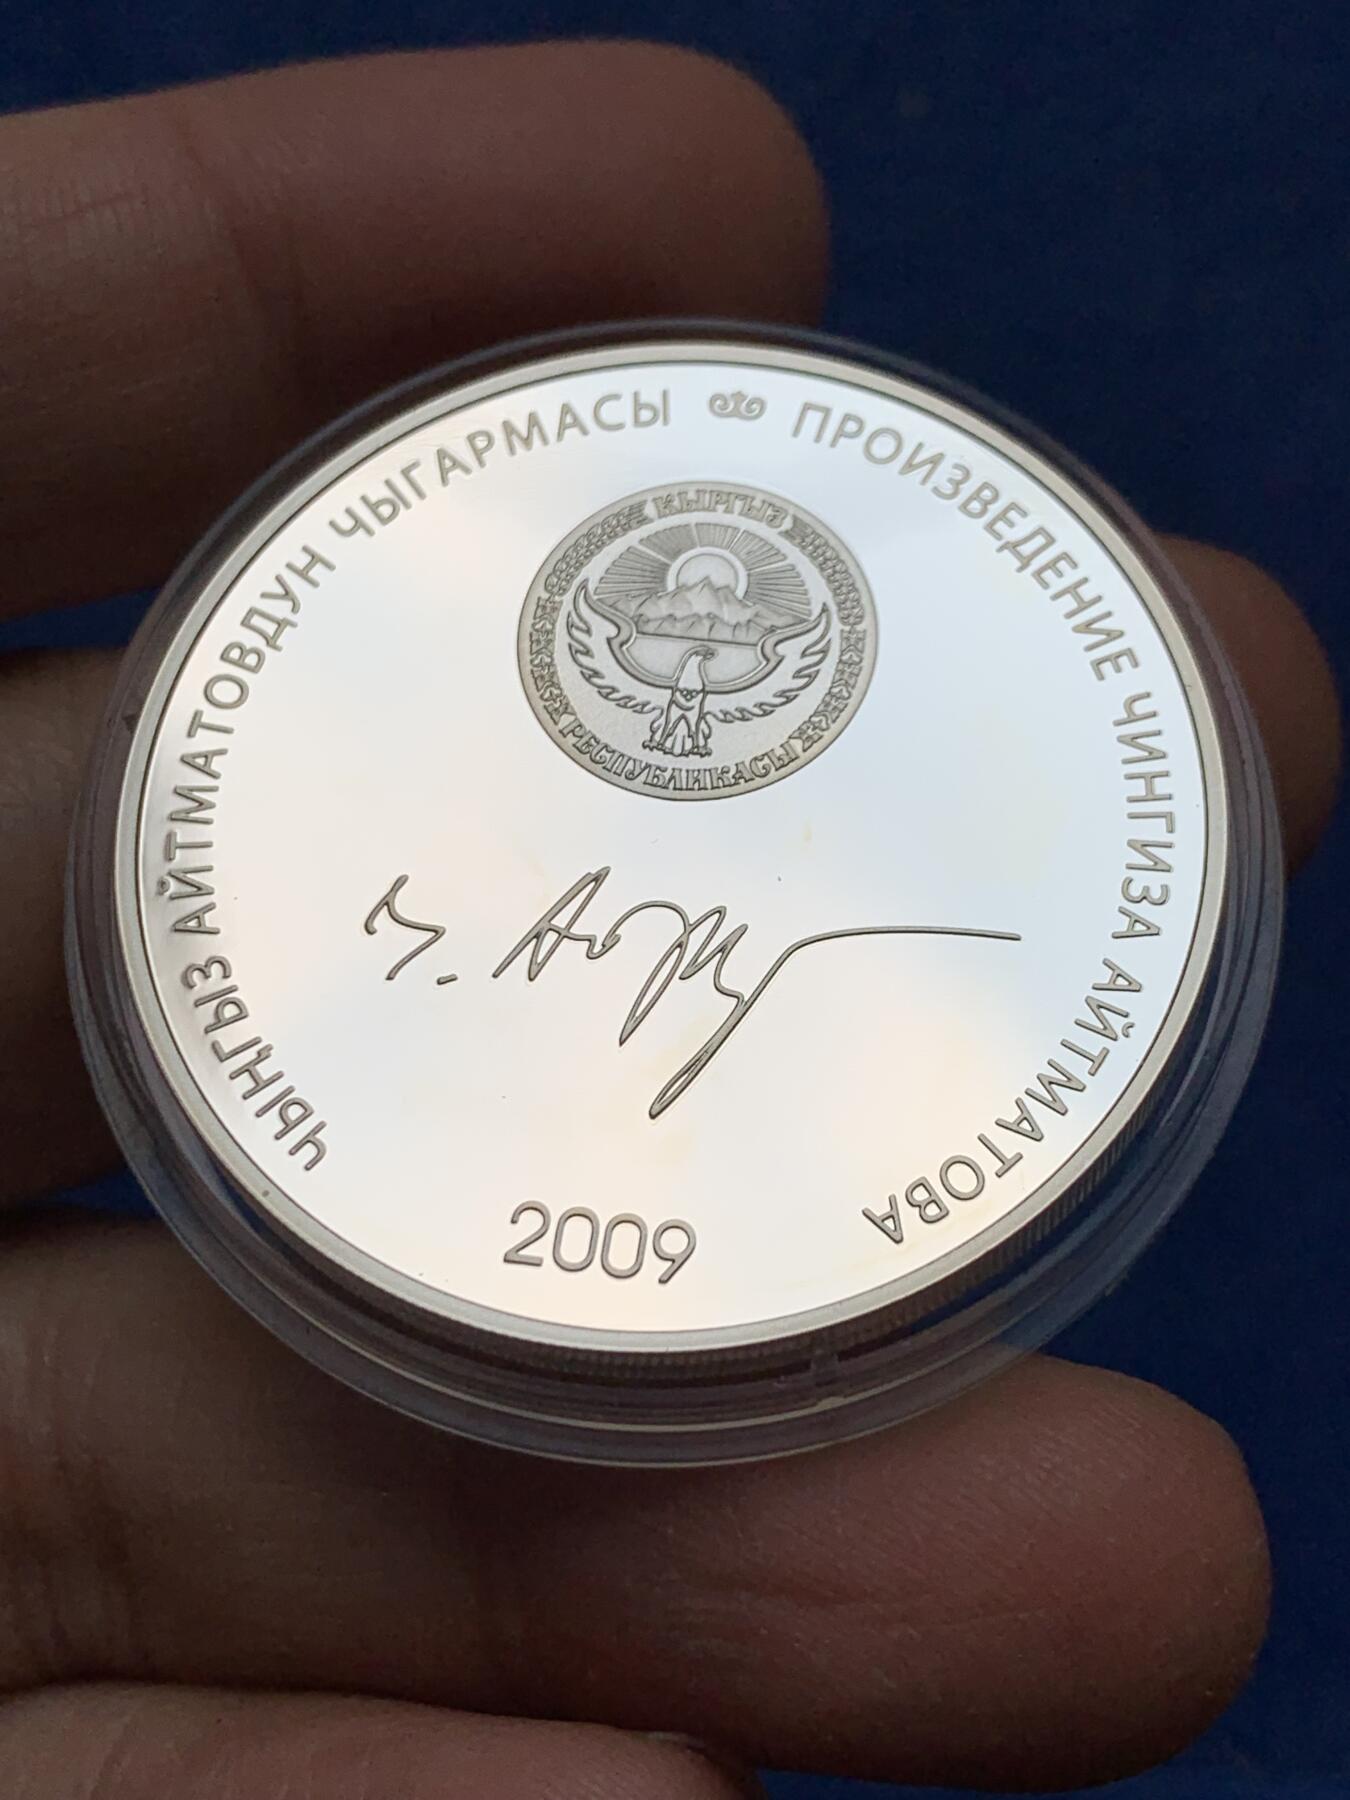 ЧЫҢГЫЗ АЙТМАТОВДУН ЧЫГАРМАСЫ
ПРОИЗВЕДЕНИЕ ЧИНГИЗА АЙТМАТОВА
КЫРГЫЗ
РЕСПУБЛИКАСЫ
2009